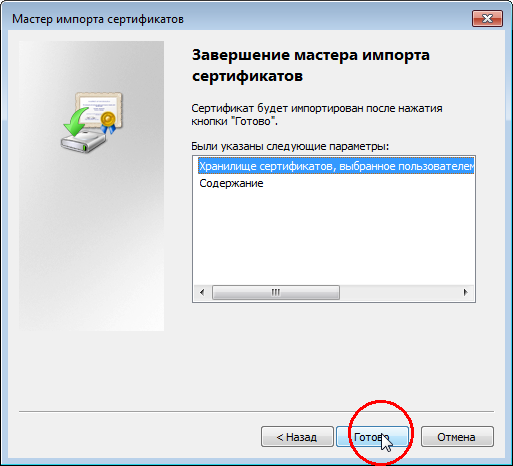 Мастер импорта сертификатов
Завершение мастера импорта
сертификатов
Сертификат будет импортирован после нажатия
кнопки "Готово".
Были указаны следующие параметры:
Хранилище сертификатов, выбранное пользователем
Содержание
< Назад
Готово
Отмена